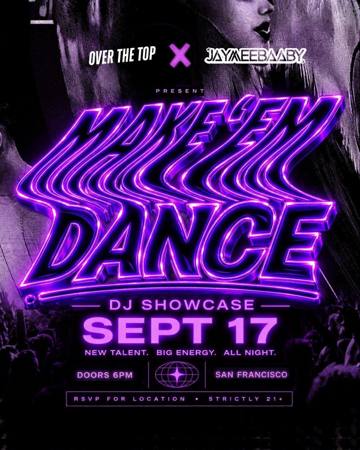 OVER THE TOP X JAYMEEBAABY
PRESENT
MAKE 'EM
DANCE
DJ SHOWCASE
SEPT 17
NEW TALENT. BIG ENERGY. ALL NIGHT.
DOORS 6PM SAN FRANCISCO
RSVP FOR LOCATION • STRICTLY 21+